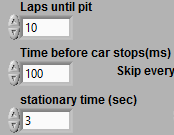 Laps until pit
10
Time before car stops(ms)
100
Skip every
stationary time (sec)
3